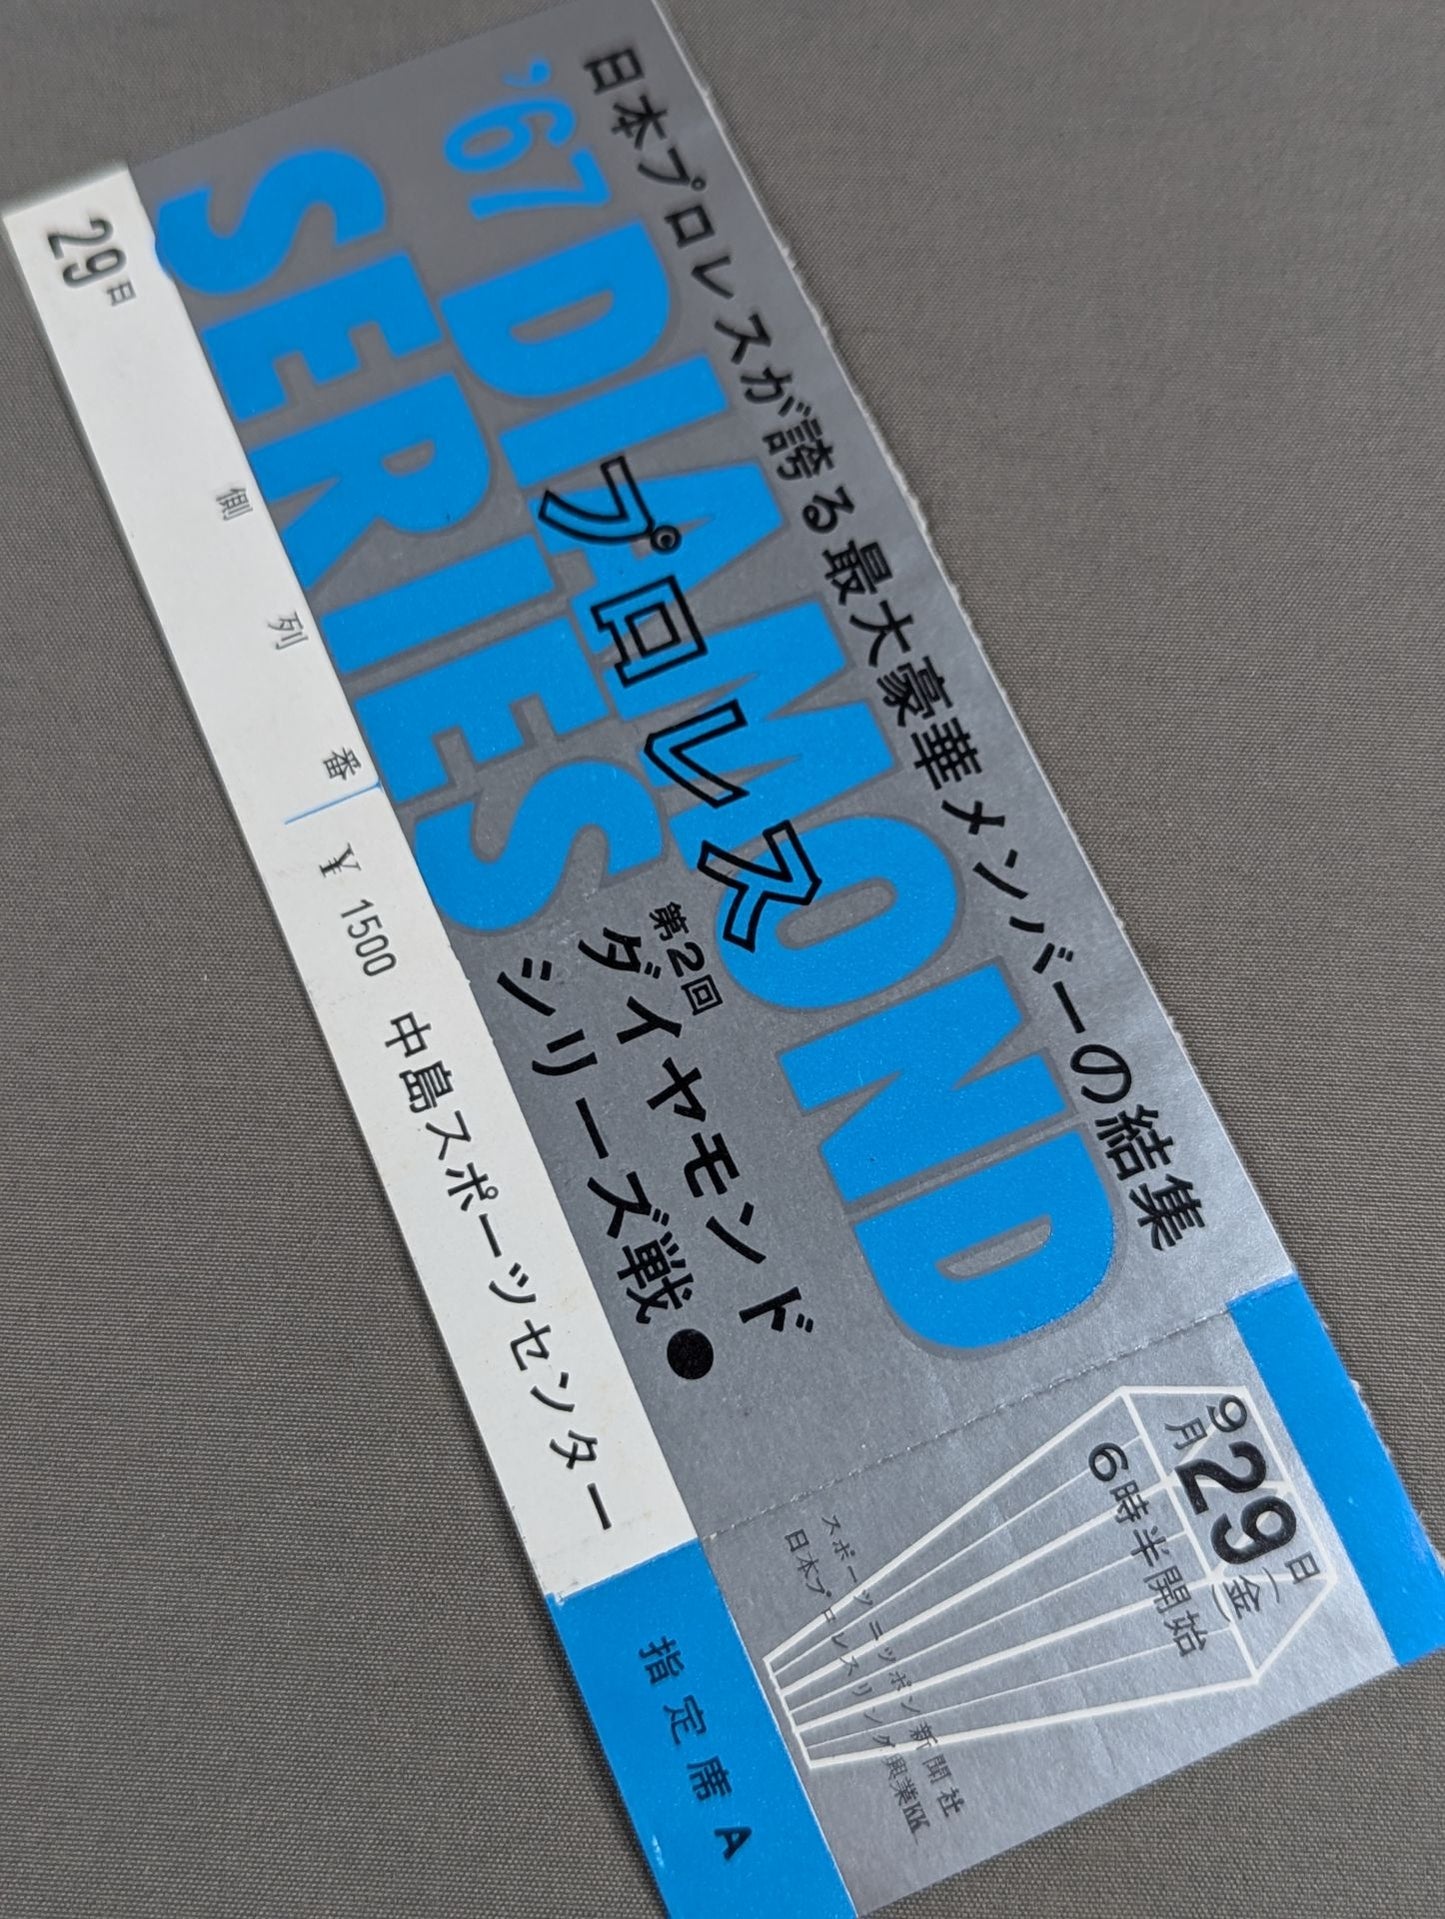 日本プロレスが誇る最大豪華メンバーの結集
'67 DIAMOND
SERIES
プロレス
第2回
ダイヤモンド
シリーズ戦●
29日
側 列 番
¥ 1500 中島スポーツセンター
9月29日(金)
6時半開始
スポーツニッポン新聞社
日本プロレスリング興業KK
指定席A